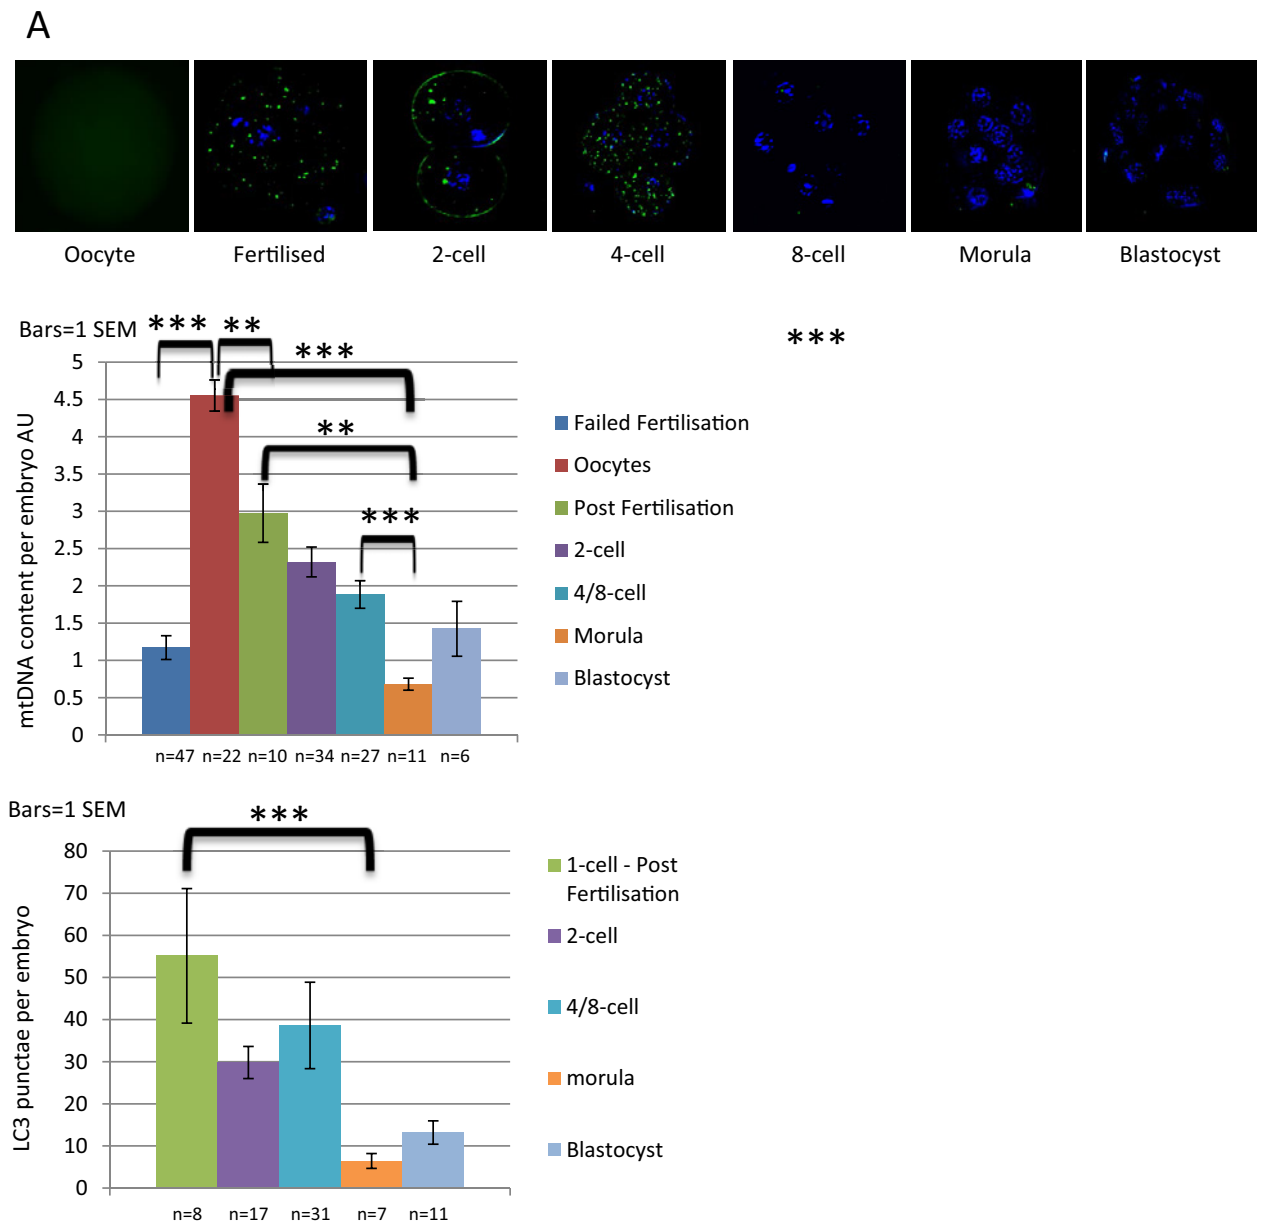 A
Oocyte Fertilised 2-cell 4-cell 8-cell Morula Blastocyst
Bars=1 SEM
*** **
***
**
***
***
mtDNA content per embryo AU
5
4.5
4
3.5
3
2.5
2
1.5
1
0.5
0
n=47 n=22 n=10 n=34 n=27 n=11 n=6
Failed Fertilisation
Oocytes
Post Fertilisation
2-cell
4/8-cell
Morula
Blastocyst
Bars=1 SEM
***
LC3 punctae per embryo
80
70
60
50
40
30
20
10
0
n=8 n=17 n=31 n=7 n=11
1-cell - Post
Fertilisation
2-cell
4/8-cell
morula
Blastocyst